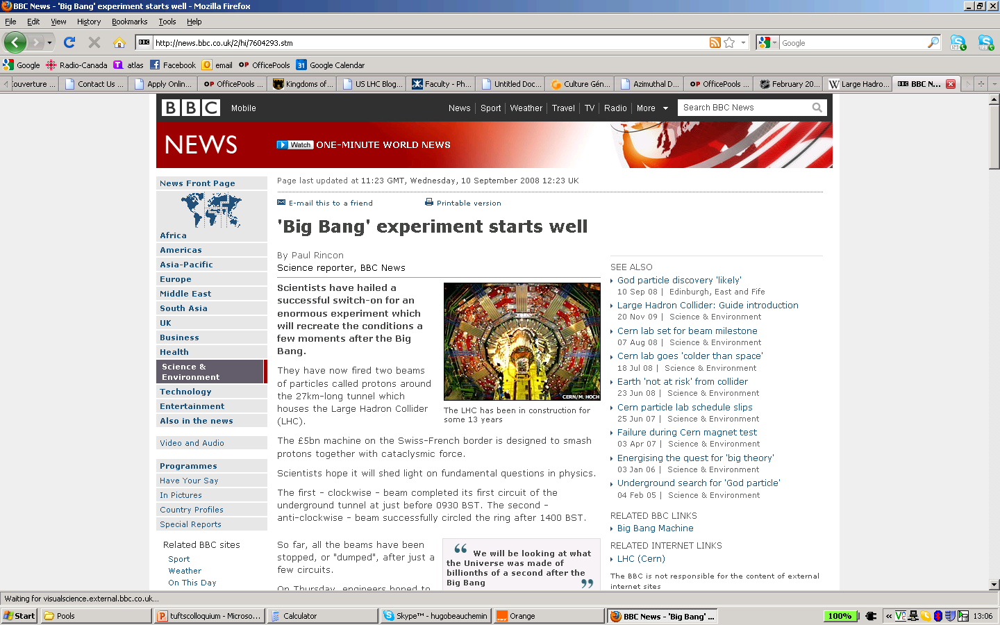 BBC News - 'Big Bang' experiment starts well - Mozilla Firefox
File Edit View History Bookmarks Tools Help
BBC http://news.bbc.co.uk/2/hi/7604293.stm Google
Google Radio-Canada atlas Facebook email OP OfficePools 31 Google Calendar
Couverture ... Contact Us ... Apply Onlin... OP OfficePools ... Kingdoms of... US LHC Blog... Faculty - Ph... Untitled Doc... Culture Gén... Azimuthal D... OP OfficePools ... February 20... W Large Hadro... BBC N...
BBC Mobile News Sport Weather Travel TV Radio More Search BBC News
NEWS Watch ONE-MINUTE WORLD NEWS
News Front Page
Africa
Americas
Asia-Pacific
Europe
Middle East
South Asia
UK
Business
Health
Science &
Environment
Technology
Entertainment
Also in the news
Video and Audio
Programmes
Have Your Say
In Pictures
Country Profiles
Special Reports
Related BBC sites
Sport
Weather
On This Day
Page last updated at 11:23 GMT, Wednesday, 10 September 2008 12:23 UK
E-mail this to a friend Printable version
'Big Bang' experiment starts well
By Paul Rincon
Science reporter, BBC News
Scientists have hailed a
successful switch-on for an
enormous experiment which
will recreate the conditions a
few moments after the Big
Bang.
They have now fired two beams
of particles called protons around
the 27km-long tunnel which
houses the Large Hadron Collider
(LHC).
CERN/M. HOCH
The LHC has been in construction for
some 13 years
The £5bn machine on the Swiss-French border is designed to smash
protons together with cataclysmic force.
Scientists hope it will shed light on fundamental questions in physics.
The first - clockwise - beam completed its first circuit of the
underground tunnel at just before 0930 BST. The second -
anti-clockwise - beam successfully circled the ring after 1400 BST.
So far, all the beams have been
stopped, or "dumped", after just a
few circuits.
On Thursday, engineers hoped to
“ We will be looking at what
the Universe was made of
billionths of a second after the
Big Bang ”
SEE ALSO
God particle discovery 'likely'
10 Sep 08 | Edinburgh, East and Fife
Large Hadron Collider: Guide introduction
20 Nov 09 | Science & Environment
Cern lab set for beam milestone
07 Aug 08 | Science & Environment
Cern lab goes 'colder than space'
18 Jul 08 | Science & Environment
Earth 'not at risk' from collider
23 Jun 08 | Science & Environment
Cern particle lab schedule slips
25 Jun 07 | Science & Environment
Failure during Cern magnet test
03 Apr 07 | Science & Environment
Energising the quest for 'big theory'
03 Jan 06 | Science & Environment
Underground search for 'God particle'
04 Feb 05 | Science & Environment
RELATED BBC LINKS
Big Bang Machine
RELATED INTERNET LINKS
LHC (Cern)
The BBC is not responsible for the content of external
internet sites
Waiting for visualscience.external.bbc.co.uk...
Start Pools tuftscolloquium - Microso... Calculator Skype™ - hugobeauchemin Orange BBC News - 'Big Bang' ... 100% « 13:06